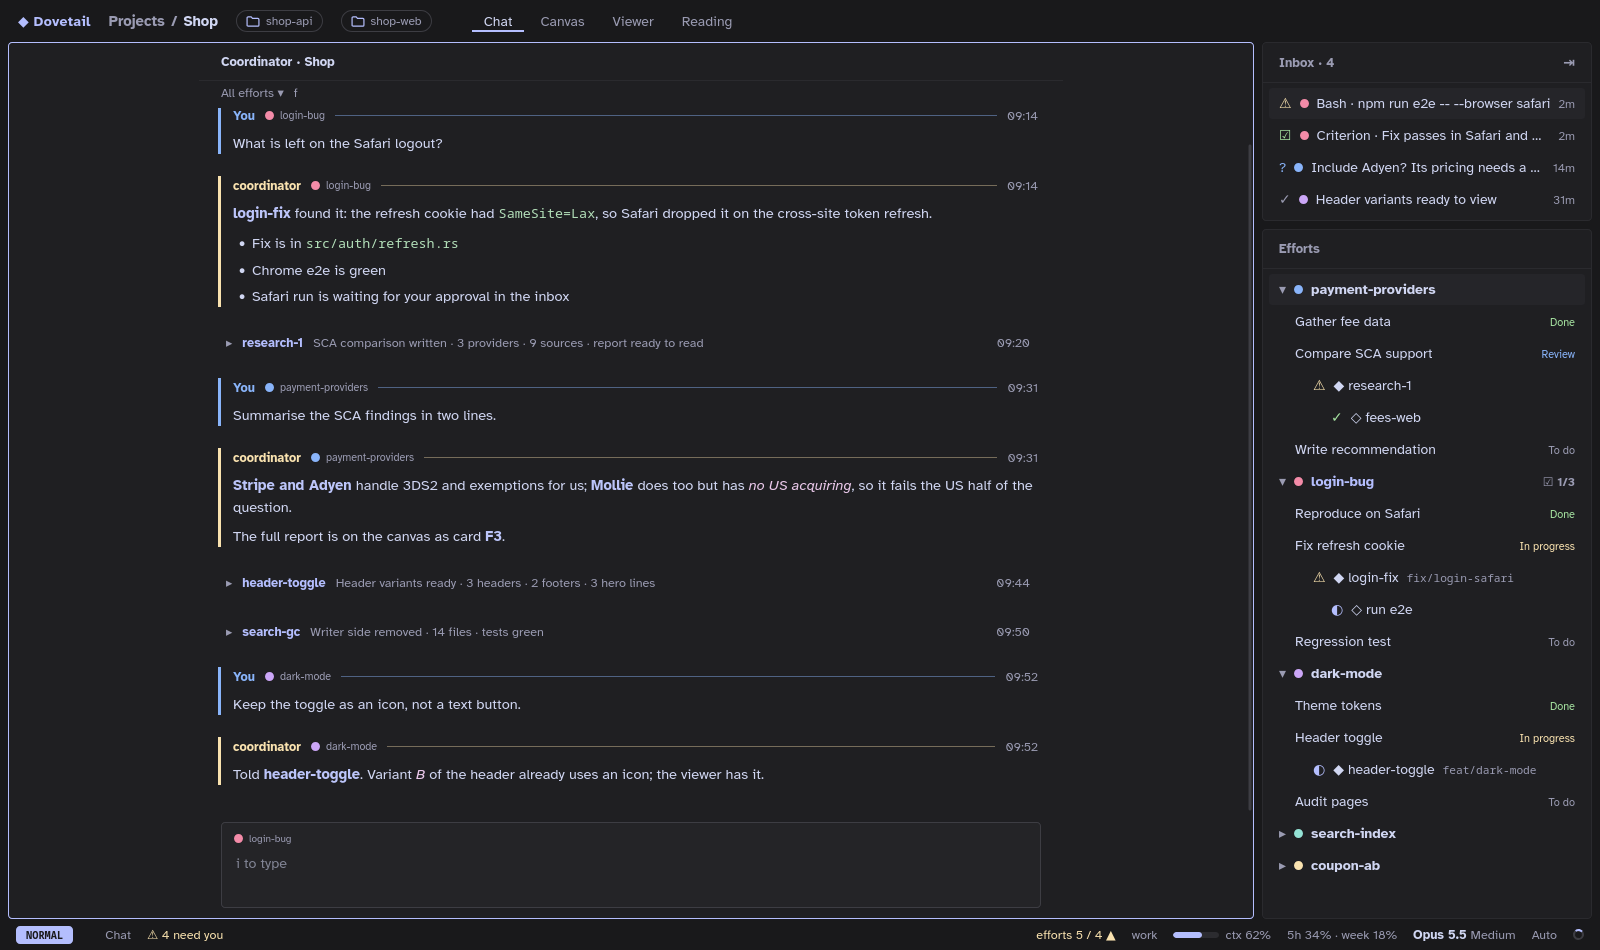 ◆ Dovetail Projects / Shop shop-api shop-web Chat Canvas Viewer Reading
Coordinator · Shop
All efforts ▾ f
You login-bug 09:14
What is left on the Safari logout?
coordinator login-bug 09:14
login-fix found it: the refresh cookie had SameSite=Lax, so Safari dropped it on the cross-site token refresh.
• Fix is in src/auth/refresh.rs
• Chrome e2e is green
• Safari run is waiting for your approval in the inbox
▸ research-1 SCA comparison written · 3 providers · 9 sources · report ready to read 09:20
You payment-providers 09:31
Summarise the SCA findings in two lines.
coordinator payment-providers 09:31
Stripe and Adyen handle 3DS2 and exemptions for us; Mollie does too but has no US acquiring, so it fails the US half of the
question.
The full report is on the canvas as card F3.
▸ header-toggle Header variants ready · 3 headers · 2 footers · 3 hero lines 09:44
▸ search-gc Writer side removed · 14 files · tests green 09:50
You dark-mode 09:52
Keep the toggle as an icon, not a text button.
coordinator dark-mode 09:52
Told header-toggle. Variant B of the header already uses an icon; the viewer has it.
login-bug
i to type
Inbox · 4 ⇥
⚠ Bash · npm run e2e -- --browser safari 2m
☑ Criterion · Fix passes in Safari and ... 2m
? Include Adyen? Its pricing needs a ... 14m
✓ Header variants ready to view 31m
Efforts
▾ payment-providers
Gather fee data Done
Compare SCA support Review
⚠ ◆ research-1
✓ ◇ fees-web
Write recommendation To do
▾ login-bug ☑ 1/3
Reproduce on Safari Done
Fix refresh cookie In progress
⚠ ◆ login-fix fix/login-safari
◐ ◇ run e2e
Regression test To do
▾ dark-mode
Theme tokens Done
Header toggle In progress
◐ ◆ header-toggle feat/dark-mode
Audit pages To do
▸ search-index
▸ coupon-ab
NORMAL Chat ⚠ 4 need you efforts 5 / 4 ▲ work ctx 62% 5h 34% · week 18% Opus 5.5 Medium Auto